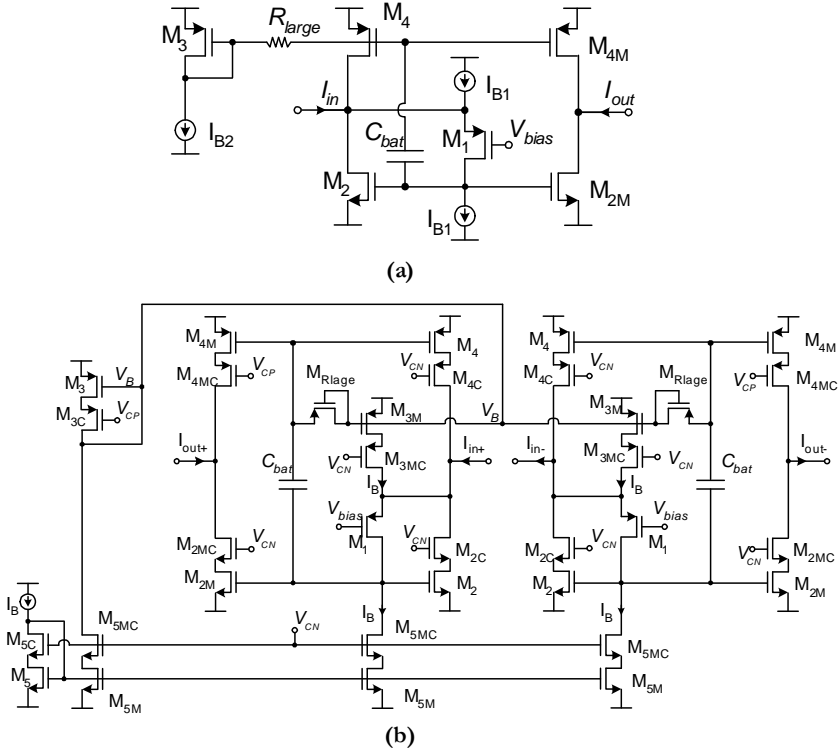 M3
Rlarge
M4
M4M
Iin
IB1
Iout
IB2
Cbat
M1
Vbias
M2
IB1
M2M
(a)
M4M
M4
M4
M4M
M4MC
VCP
VCN
M4C
M4C
VCN
VCP
M4MC
M3
VB
MRlage
M3M
VB
M3M
MRlage
M3C
VCP
Iout+
Cbat
VCN
M3MC
Iin+
Iin-
M3MC
VCN
Cbat
Iout-
IB
IB
Vbias
M1
Vbias
M1
M2MC
VCN
VCN
M2C
M2C
VCN
VCN
M2MC
M2M
M2
M2
M2M
IB
IB
IB
M5C
M5MC
VCN
M5MC
M5MC
M5
M5M
M5M
M5M
(b)